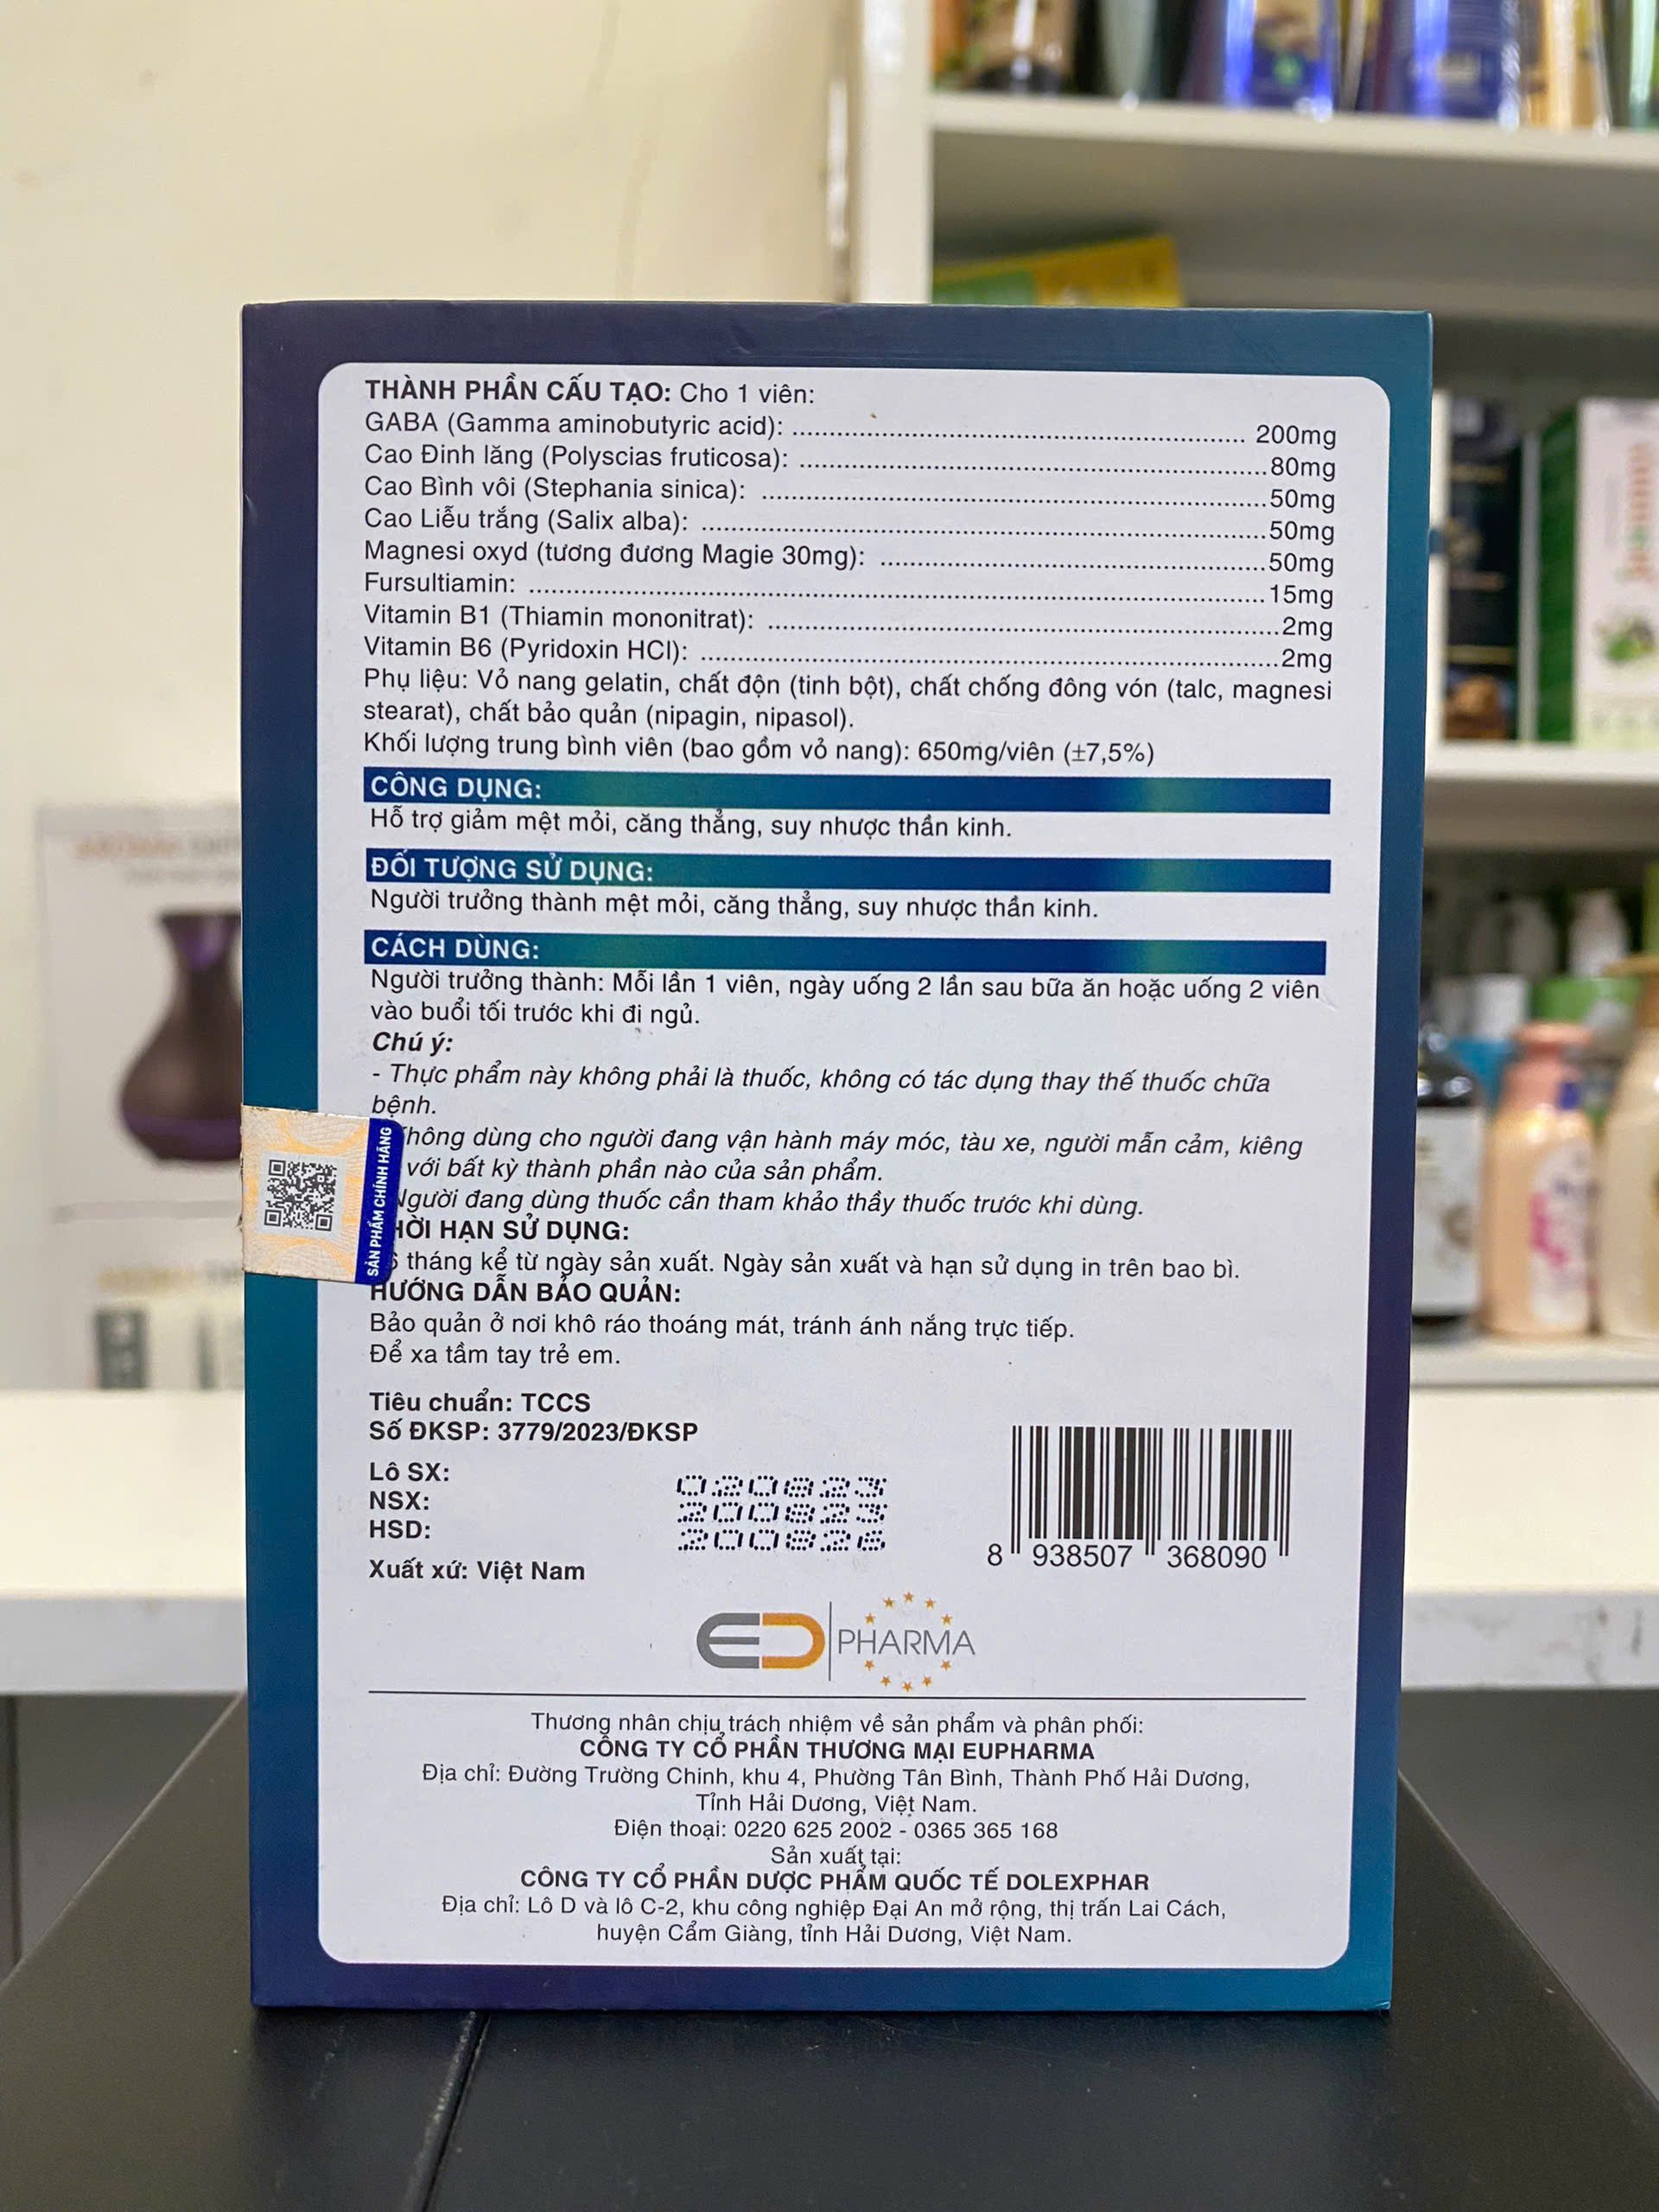 THÀNH PHẦN CẤU TẠO: Cho 1 viên:
GABA (Gamma aminobutyric acid): ........ 200mg
Cao Đinh lăng (Polyscias fruticosa): ........ 80mg
Cao Bình vôi (Stephania sinica): ........ 50mg
Cao Liễu trắng (Salix alba): ........ 50mg
Magnesi oxyd (tương đương Magie 30mg): ........ 50mg
Fursultiamin: ........ 15mg
Vitamin B1 (Thiamin mononitrat): ........ 2mg
Vitamin B6 (Pyridoxin HCl): ........ 2mg
Phụ liệu: Vỏ nang gelatin, chất độn (tinh bột), chất chống đông vón (talc, magnesi
stearat), chất bảo quản (nipagin, nipasol).
Khối lượng trung bình viên (bao gồm vỏ nang): 650mg/viên (±7,5%)
CÔNG DỤNG:
Hỗ trợ giảm mệt mỏi, căng thẳng, suy nhược thần kinh.
ĐỐI TƯỢNG SỬ DỤNG:
Người trưởng thành mệt mỏi, căng thẳng, suy nhược thần kinh.
CÁCH DÙNG:
Người trưởng thành: Mỗi lần 1 viên, ngày uống 2 lần sau bữa ăn hoặc uống 2 viên
vào buổi tối trước khi đi ngủ.
Chú ý:
- Thực phẩm này không phải là thuốc, không có tác dụng thay thế thuốc chữa
bệnh.
hông dùng cho người đang vận hành máy móc, tàu xe, người mẫn cảm, kiêng
với bất kỳ thành phần nào của sản phẩm.
Người đang dùng thuốc cần tham khảo thầy thuốc trước khi dùng.
HỜI HẠN SỬ DỤNG:
tháng kể từ ngày sản xuất. Ngày sản xuất và hạn sử dụng in trên bao bì.
HƯỚNG DẪN BẢO QUẢN:
Bảo quản ở nơi khô ráo thoáng mát, tránh ánh nắng trực tiếp.
Để xa tầm tay trẻ em.
SẢN PHẨM CHÍNH HÃNG
Tiêu chuẩn: TCCS
Số ĐKSP: 3779/2023/ĐKSP
Lô SX: 020823
NSX: 200823
HSD: 200826
Xuất xứ: Việt Nam
8 938507 368090
ED PHARMA
Thương nhân chịu trách nhiệm về sản phẩm và phân phối:
CÔNG TY CỔ PHẦN THƯƠNG MẠI EUPHARMA
Địa chỉ: Đường Trường Chinh, khu 4, Phường Tân Bình, Thành Phố Hải Dương,
Tỉnh Hải Dương, Việt Nam.
Điện thoại: 0220 625 2002 - 0365 365 168
Sản xuất tại:
CÔNG TY CỔ PHẦN DƯỢC PHẨM QUỐC TẾ DOLEXPHAR
Địa chỉ: Lô D và lô C-2, khu công nghiệp Đại An mở rộng, thị trấn Lai Cách,
huyện Cẩm Giàng, tỉnh Hải Dương, Việt Nam.